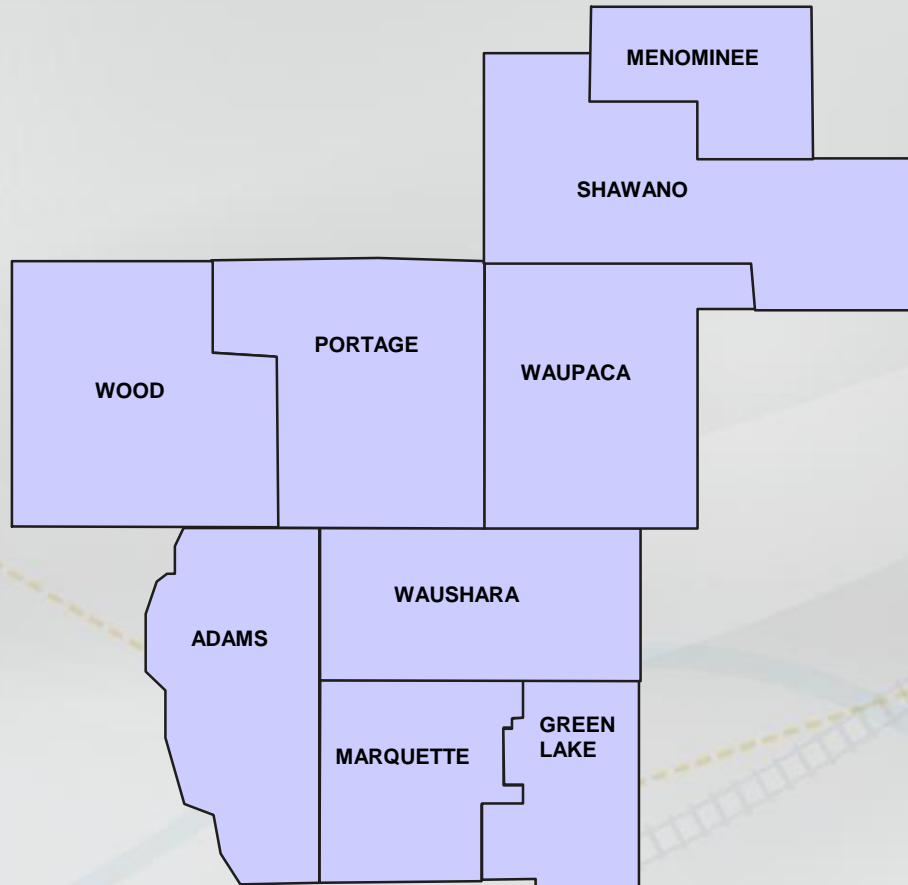 MENOMINEE
SHAWANO
PORTAGE
WAUPACA
WOOD
WAUSHARA
ADAMS
GREEN
LAKE
MARQUETTE